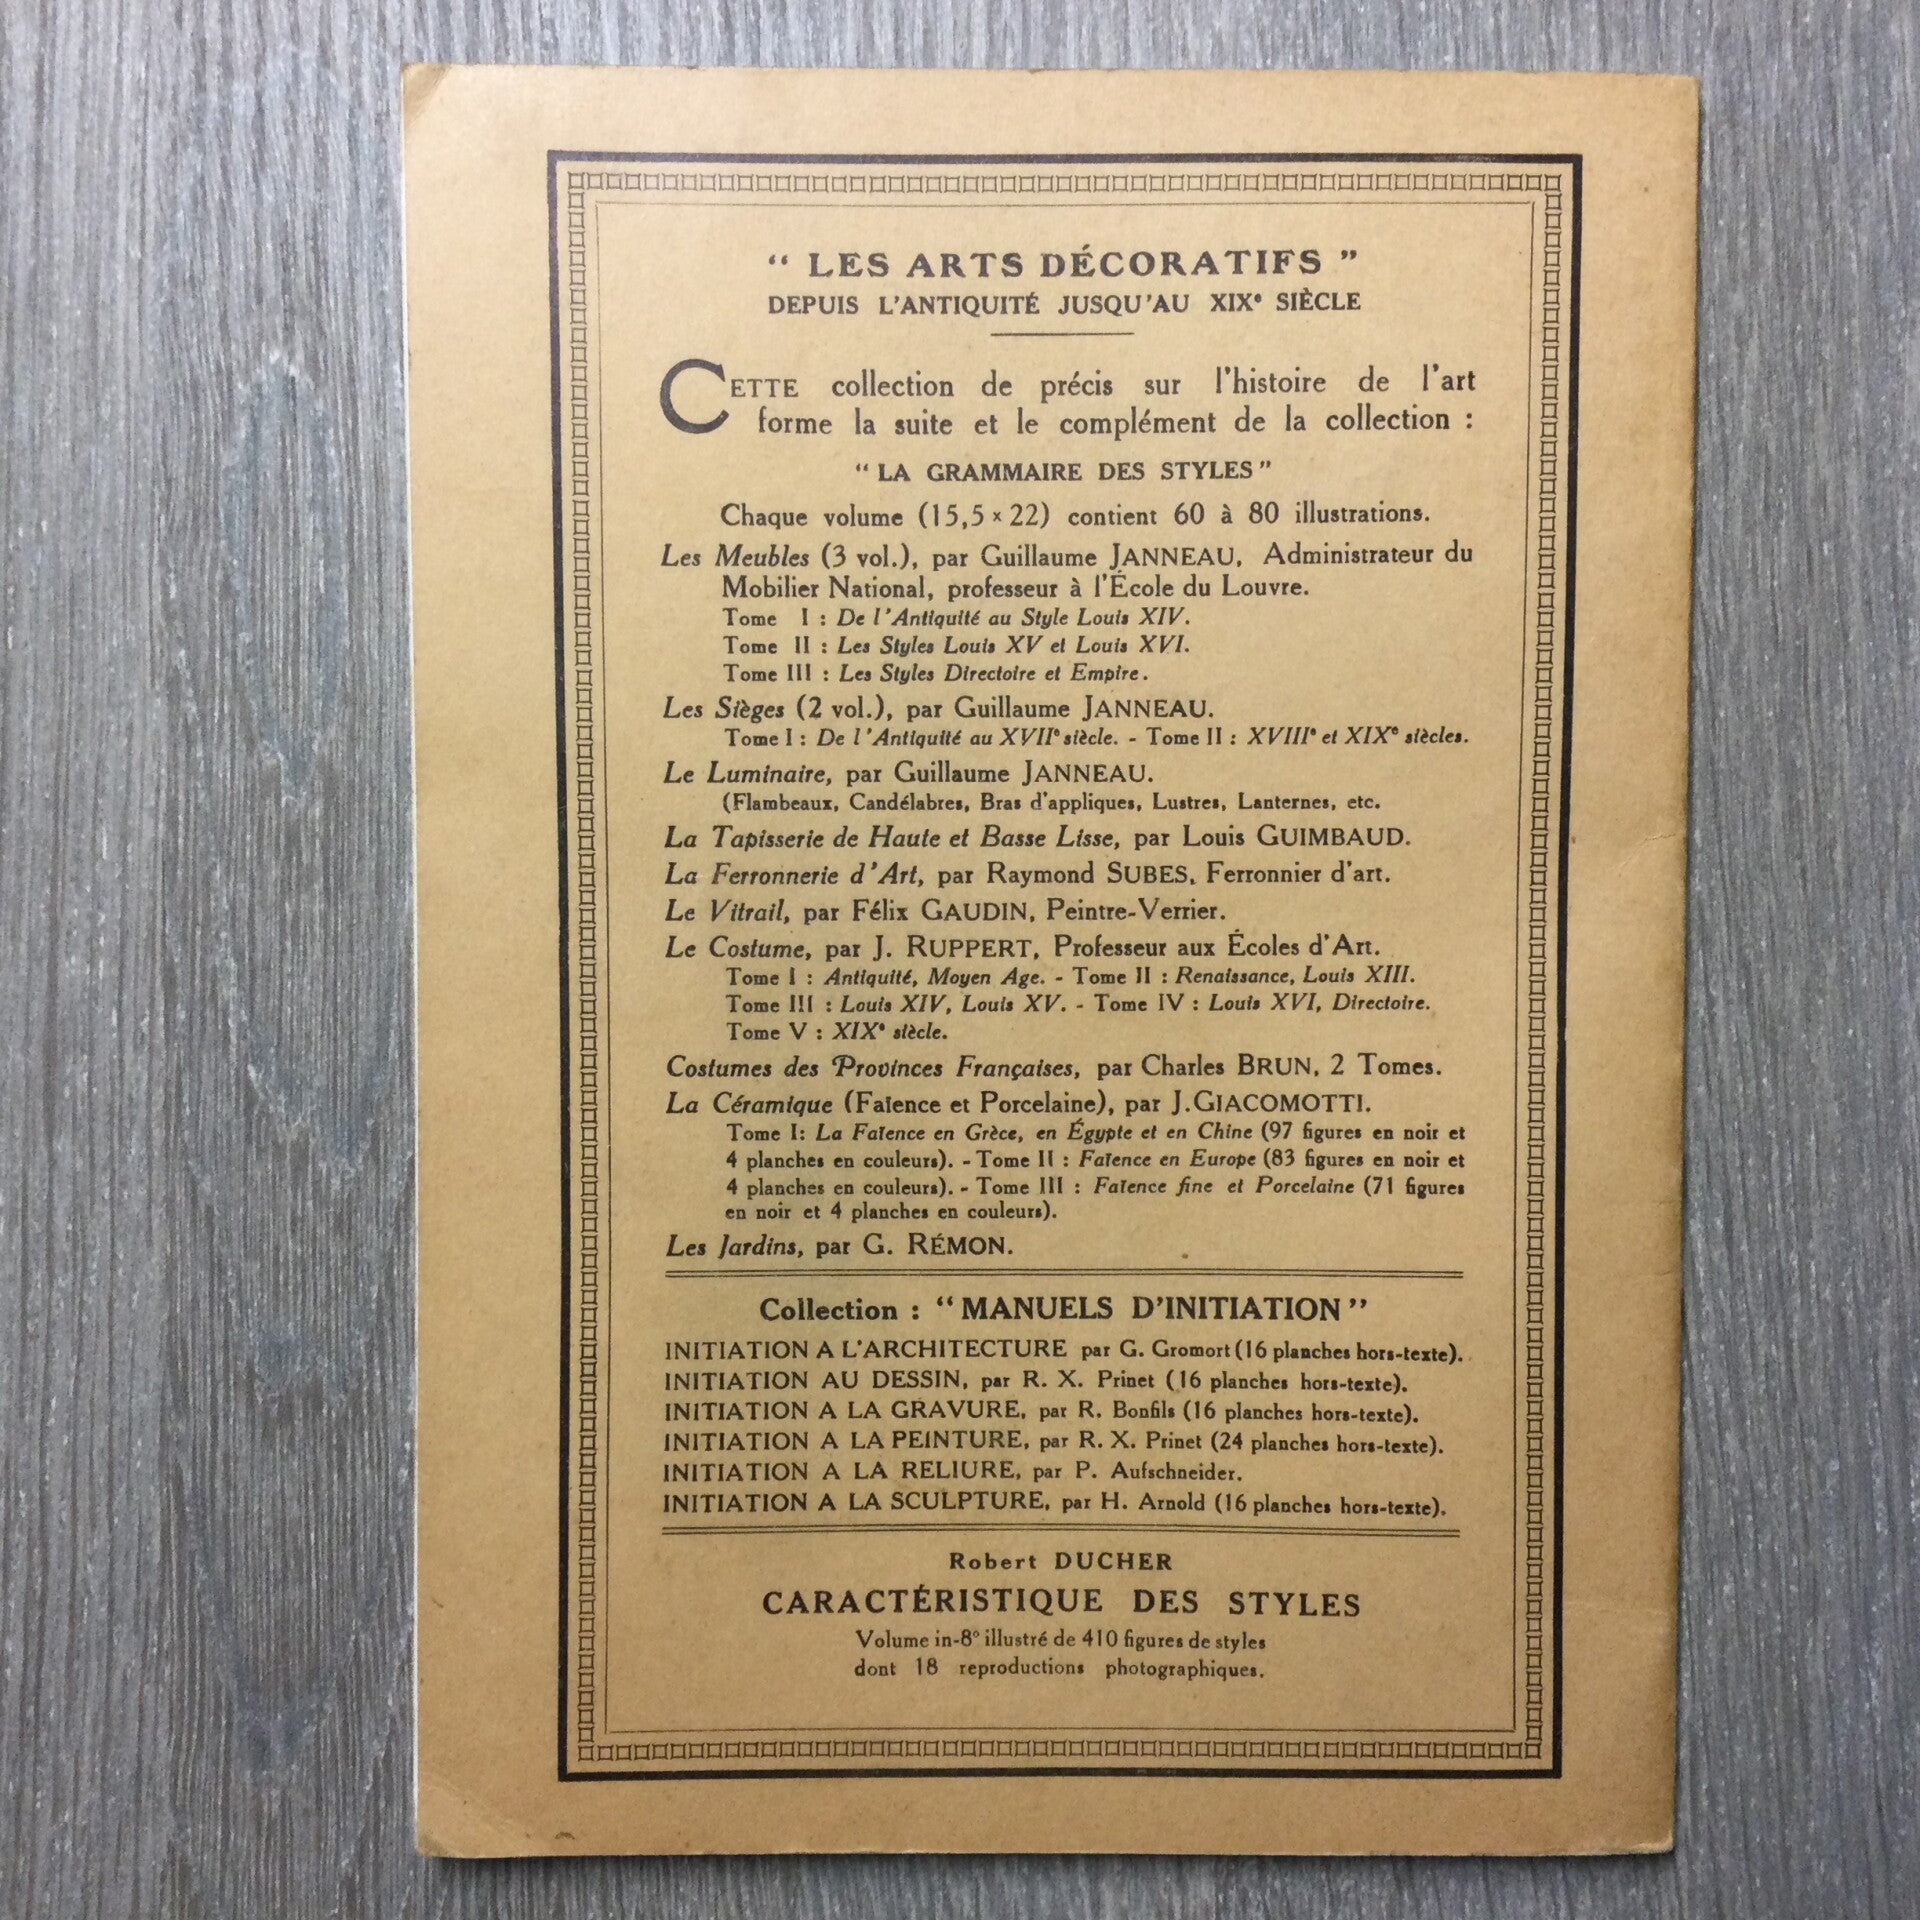 “ LES ARTS DÉCORATIFS ”
DEPUIS L'ANTIQUITÉ JUSQU'AU XIXe SIÈCLE
CETTE collection de précis sur l'histoire de l'art
forme la suite et le complément de la collection :
“ LA GRAMMAIRE DES STYLES ”
Chaque volume (15,5 × 22) contient 60 à 80 illustrations.
Les Meubles (3 vol.), par Guillaume JANNEAU, Administrateur du
Mobilier National, professeur à l'École du Louvre.
Tome I : De l'Antiquité au Style Louis XIV.
Tome II : Les Styles Louis XV et Louis XVI.
Tome III : Les Styles Directoire et Empire.
Les Sièges (2 vol.), par Guillaume JANNEAU.
Tome I : De l'Antiquité au XVIIe siècle. - Tome II : XVIIIe et XIXe siècles.
Le Luminaire, par Guillaume JANNEAU.
(Flambeaux, Candélabres, Bras d'appliques, Lustres, Lanternes, etc.
La Tapisserie de Haute et Basse Lisse, par Louis GUIMBAUD.
La Ferronnerie d'Art, par Raymond SUBES, Ferronnier d'art.
Le Vitrail, par Félix GAUDIN, Peintre-Verrier.
Le Costume, par J. RUPPERT, Professeur aux Écoles d'Art.
Tome I : Antiquité, Moyen Age. - Tome II : Renaissance, Louis XIII.
Tome III : Louis XIV, Louis XV. - Tome IV : Louis XVI, Directoire.
Tome V : XIXe siècle.
Costumes des Provinces Françaises, par Charles BRUN, 2 Tomes.
La Céramique (Faïence et Porcelaine), par J. GIACOMOTTI.
Tome I : La Faïence en Grèce, en Égypte et en Chine (97 figures en noir et
4 planches en couleurs). - Tome II : Faïence en Europe (83 figures en noir et
4 planches en couleurs). - Tome III : Faïence fine et Porcelaine (71 figures
en noir et 4 planches en couleurs).
Les Jardins, par G. RÉMON.
Collection : “ MANUELS D'INITIATION ”
INITIATION A L'ARCHITECTURE par G. Gromort (16 planches hors-texte).
INITIATION AU DESSIN, par R. X. Prinet (16 planches hors-texte).
INITIATION A LA GRAVURE, par R. Bonfils (16 planches hors-texte).
INITIATION A LA PEINTURE, par R. X. Prinet (24 planches hors-texte).
INITIATION A LA RELIURE, par P. Aufschneider.
INITIATION A LA SCULPTURE, par H. Arnold (16 planches hors-texte).
Robert DUCHER
CARACTÉRISTIQUE DES STYLES
Volume in-8° illustré de 410 figures de styles
dont 18 reproductions photographiques.